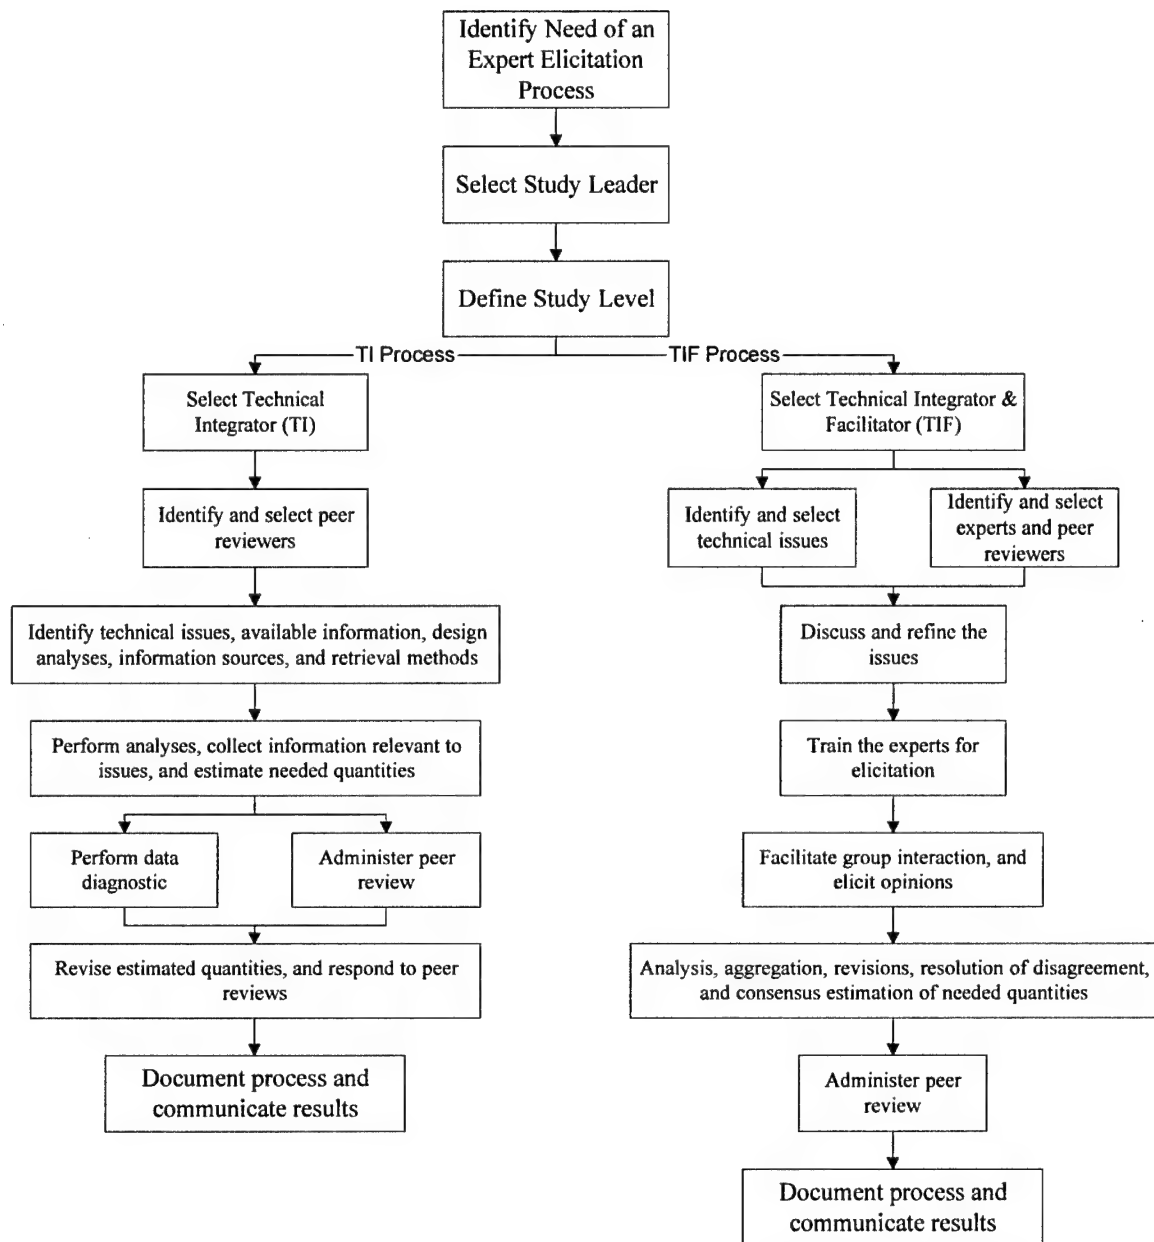 Identify Need of an
Expert Elicitation
Process
Select Study Leader
Define Study Level
TI Process
TIF Process
Select Technical
Integrator (TI)
Select Technical Integrator &
Facilitator (TIF)
Identify and select peer
reviewers
Identify and select
technical issues
Identify and select
experts and peer
reviewers
Identify technical issues, available information, design
analyses, information sources, and retrieval methods
Discuss and refine the
issues
Perform analyses, collect information relevant to
issues, and estimate needed quantities
Train the experts for
elicitation
Perform data
diagnostic
Administer peer
review
Facilitate group interaction, and
elicit opinions
Revise estimated quantities, and respond to peer
reviews
Analysis, aggregation, revisions, resolution of disagreement,
and consensus estimation of needed quantities
Document process and
communicate results
Administer peer
review
Document process and
communicate results